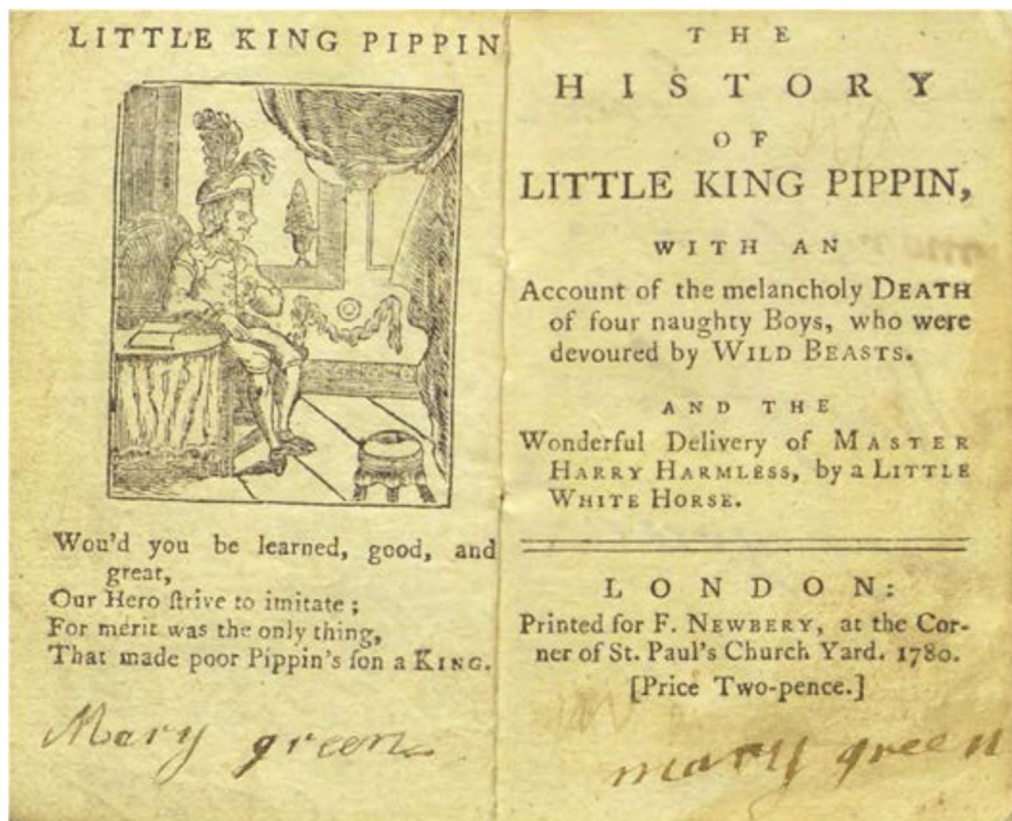 LITTLE KING PIPPIN
Wou'd you be learned, good, and
great,
Our Hero ſtrive to imitate;
For merit was the only thing,
That made poor Pippin's ſon a KING.
Mary green
THE
HISTORY
OF
LITTLE KING PIPPIN,
WITH AN
Account of the melancholy DEATH
of four naughty Boys, who were
devoured by WILD BEASTS.
AND THE
Wonderful Delivery of MASTER
HARRY HARMLESS, by a LITTLE
WHITE HORSE.
LONDON:
Printed for F. NEWBERY, at the Cor-
ner of St. Paul's Church Yard. 1780.
[Price Two-pence.]
mary green